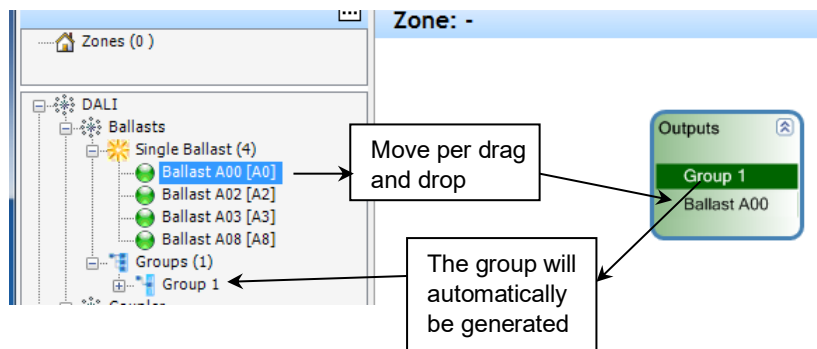 ...
Zone: -
Zones (0 )
DALI
Ballasts
Single Ballast (4)
Ballast A00 [A0]
Ballast A02 [A2]
Ballast A03 [A3]
Ballast A08 [A8]
Groups (1)
Group 1
Move per drag
and drop
The group will
automatically
be generated
Outputs
Group 1
Ballast A00